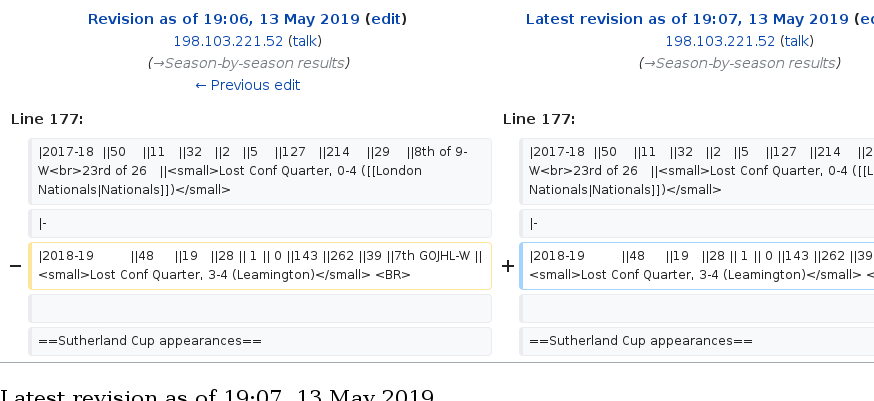 Revision as of 19:06, 13 May 2019 (edit)
198.103.221.52 (talk)
(→Season-by-season results)
← Previous edit
Latest revision as of 19:07, 13 May 2019 (e
198.103.221.52 (talk)
(→Season-by-season results)
Line 177:
Line 177:
|2017-18 ||50 ||11 ||32 ||2 ||5 ||127 ||214 ||29 ||8th of 9-
W<br>23rd of 26 ||<small>Lost Conf Quarter, 0-4 ([[London
Nationals|Nationals]])</small>
|2017-18 ||50 ||11 ||32 ||2 ||5 ||127 ||214 ||2
W<br>23rd of 26 ||<small>Lost Conf Quarter, 0-4 ([[L
Nationals|Nationals]])</small>
|-
|-
− |2018-19 ||48 ||19 ||28 || 1 || 0 ||143 ||262 ||39 ||7th GOJHL-W ||
<small>Lost Conf Quarter, 3-4 (Leamington)</small> <BR>
+ |2018-19 ||48 ||19 ||28 || 1 || 0 ||143 ||262 ||39
<small>Lost Conf Quarter, 3-4 (Leamington)</small> <
==Sutherland Cup appearances==
==Sutherland Cup appearances==
Latest revision as of 19:07, 13 May 2019